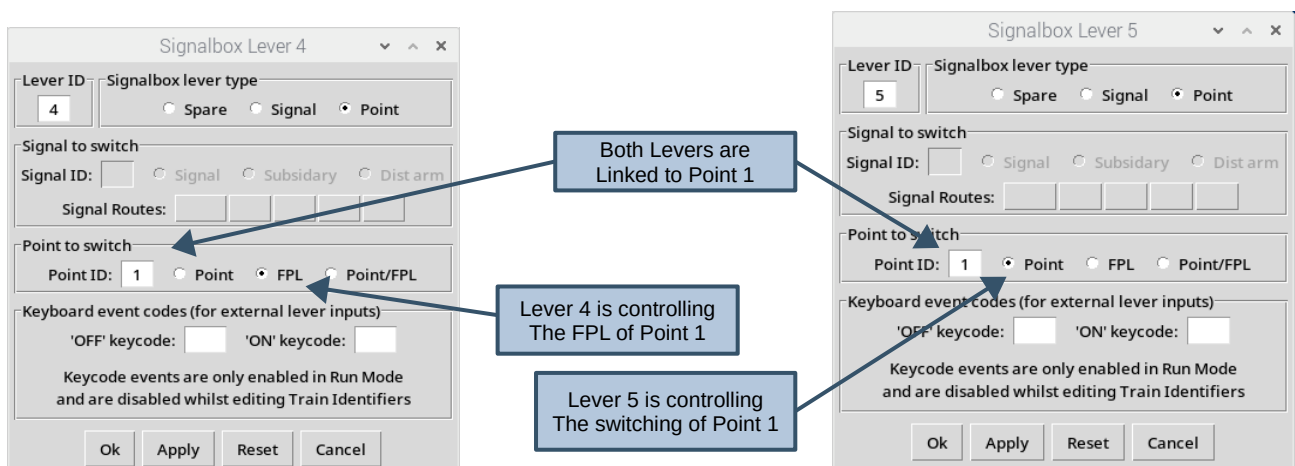 Signalbox Lever 4
Lever ID
Signalbox lever type
4
Spare
Signal
Point
Signal to switch
Signal ID:
Signal
Subsidary
Dist arm
Signal Routes:
Point to switch
Point ID:
1
Point
FPL
Point/FPL
Keyboard event codes (for external lever inputs)
'OFF' keycode:
'ON' keycode:
Keycode events are only enabled in Run Mode
and are disabled whilst editing Train Identifiers
Ok
Apply
Reset
Cancel
Both Levers are
Linked to Point 1
Lever 4 is controlling
The FPL of Point 1
Lever 5 is controlling
The switching of Point 1
Signalbox Lever 5
Lever ID
Signalbox lever type
5
Spare
Signal
Point
Signal to switch
Signal ID:
Signal
Subsidary
Dist arm
Signal Routes:
Point to switch
Point ID:
1
Point
FPL
Point/FPL
Keyboard event codes (for external lever inputs)
'OFF' keycode:
'ON' keycode:
Keycode events are only enabled in Run Mode
and are disabled whilst editing Train Identifiers
Ok
Apply
Reset
Cancel